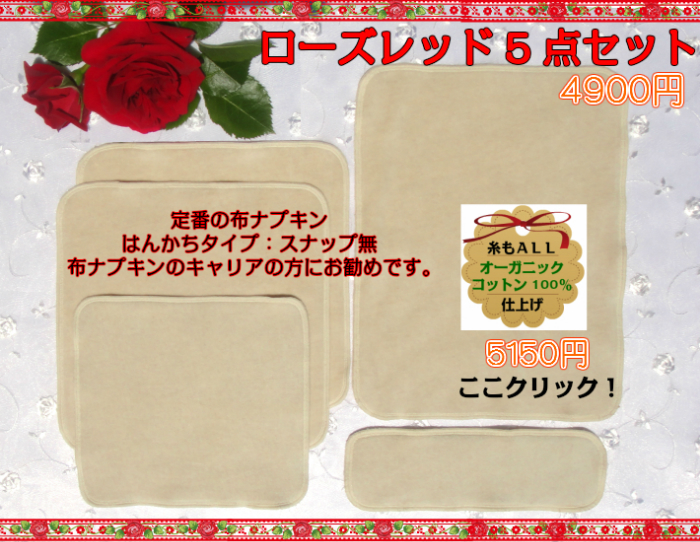 ローズレッド5点セット
4900円
定番の布ナプキン
はんかちタイプ：スナップ無
布ナプキンのキャリアの方にお勧めです。
糸もALL
オーガニック
コットン100%
仕上げ
5150円
ここクリック！